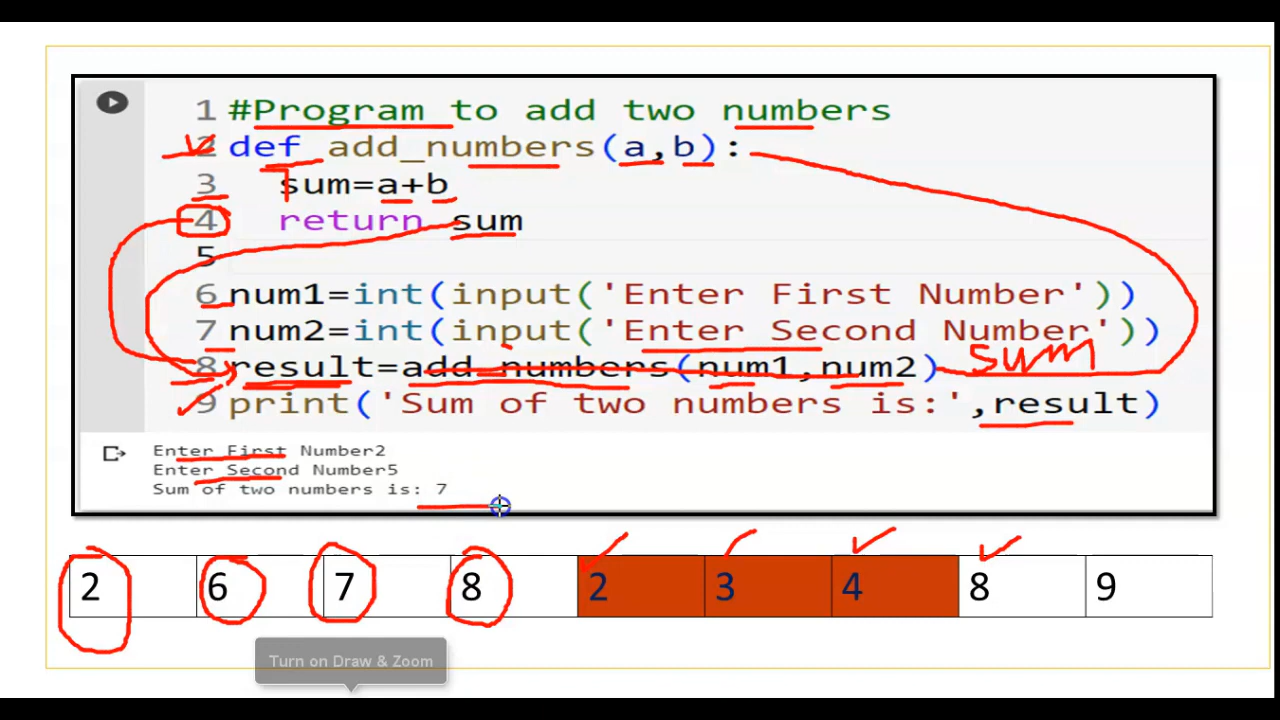 1 #Program to add two numbers
2 def add_numbers(a,b):
3 sum=a+b
4 return sum
5
6 num1=int(input('Enter First Number'))
7 num2=int(input('Enter Second Number'))
8 result=add_numbers(num1,num2) sum
9 print('Sum of two numbers is:',result)
Enter First Number2
Enter Second Number5
Sum of two numbers is: 7
2 6 7 8 2 3 4 8 9
Turn on Draw & Zoom